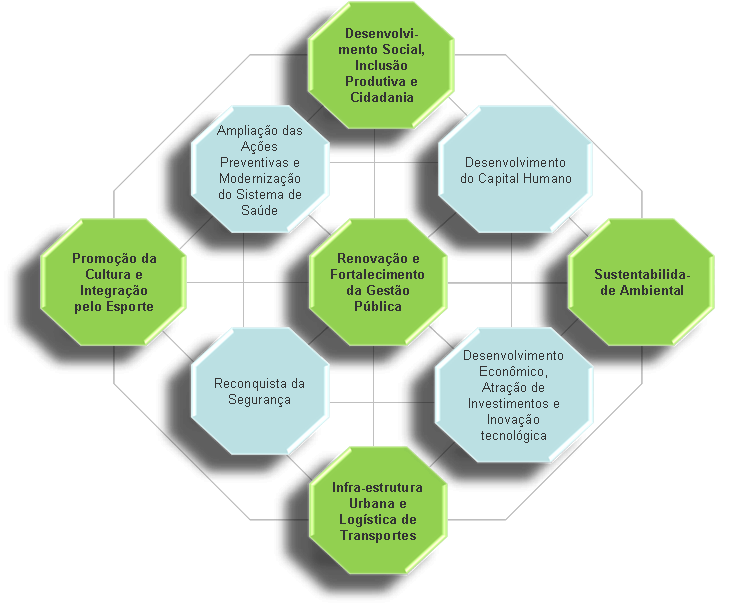 Desenvolvi-
mento Social,
Inclusão
Produtiva e
Cidadania
Ampliação das
Ações
Preventivas e
Modernização
do Sistema de
Saúde
Desenvolvimento
do Capital Humano
Promoção da
Cultura e
Integração
pelo Esporte
Renovação e
Fortalecimento
da Gestão
Pública
Sustentabilida-
de Ambiental
Reconquista da
Segurança
Desenvolvimento
Econômico,
Atração de
Investimentos e
Inovação
tecnológica
Infra-estrutura
Urbana e
Logística de
Transportes